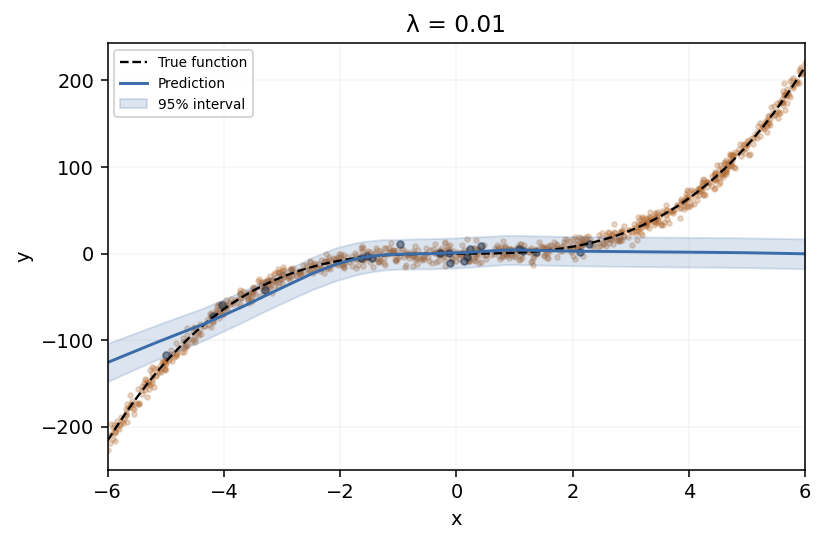 λ = 0.01
True function
Prediction
95% interval
y
200
100
0
−100
−200
−6 −4 −2 0 2 4 6
x